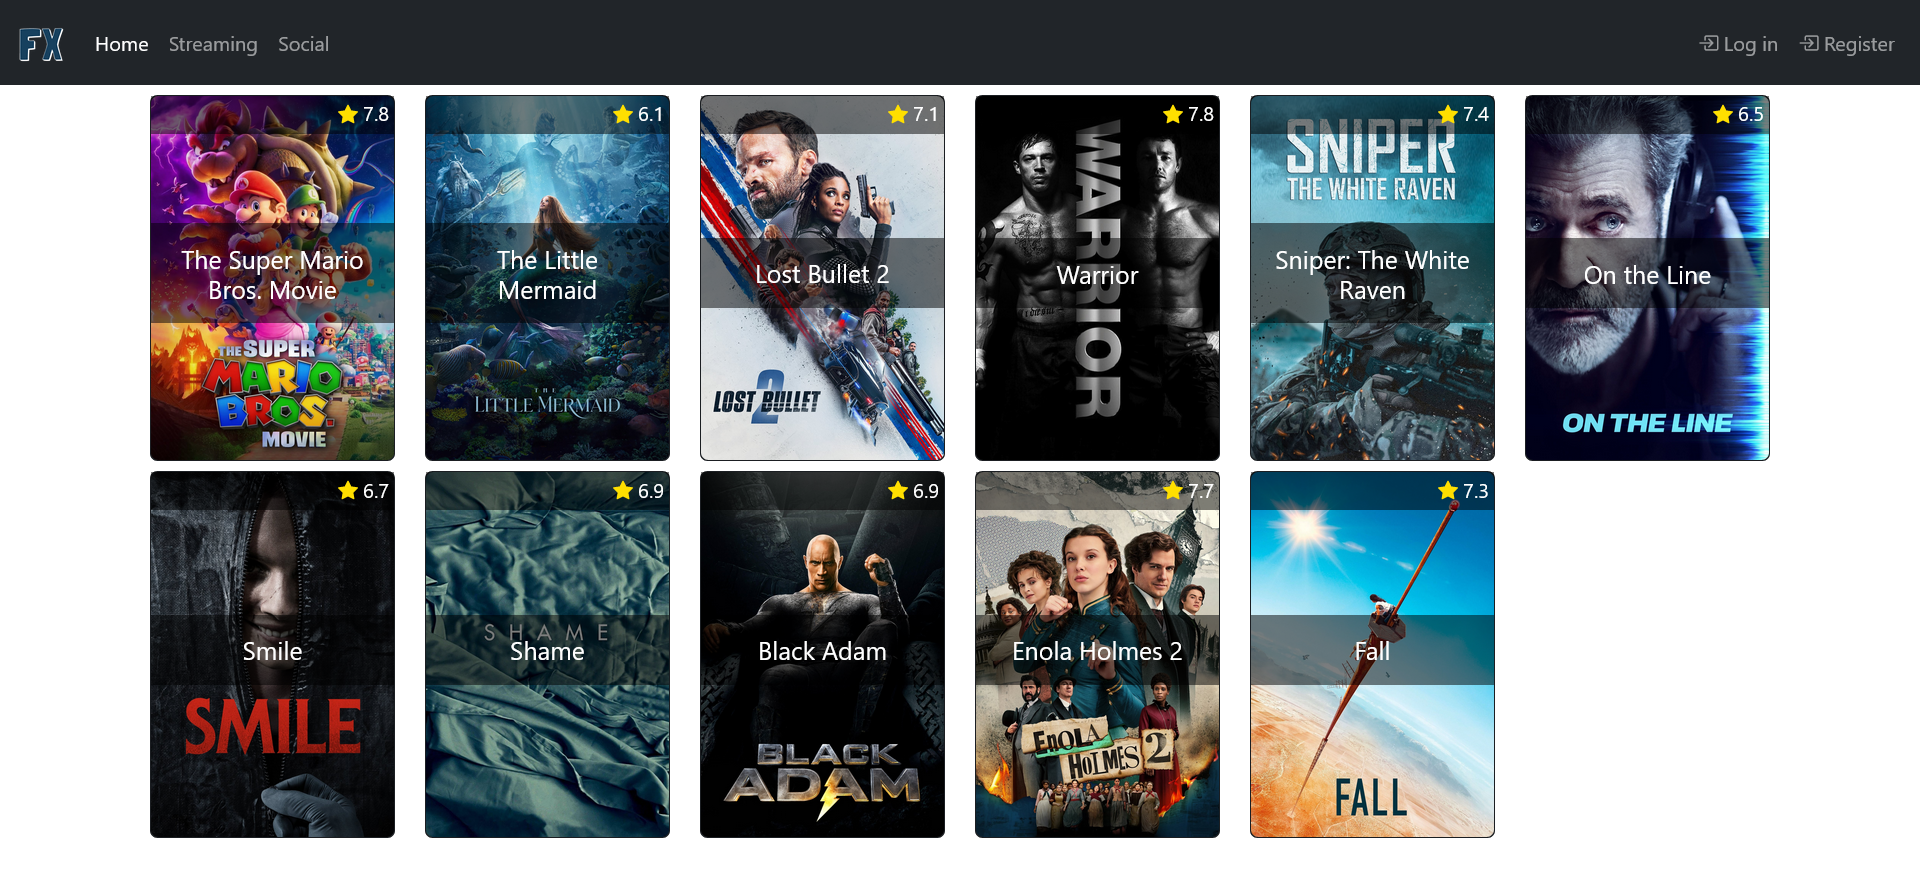 FX Home Streaming Social Log in Register
7.8
The Super Mario
Bros. Movie
THE SUPER
MARIO
BROS.
MOVIE
6.1
The Little
Mermaid
THE
LITTLE MERMAID
7.1
Lost Bullet 2
LOST BULLET
2
7.8
WARRIOR
Warrior
7.4
SNIPER
THE WHITE RAVEN
Sniper: The White
Raven
6.5
On the Line
ON THE LINE
6.7
Smile
SMILE
6.9
SHAME
Shame
6.9
Black Adam
BLACK
ADAM
7.7
Enola Holmes 2
ENOLA
HOLMES 2
7.3
Fall
FALL